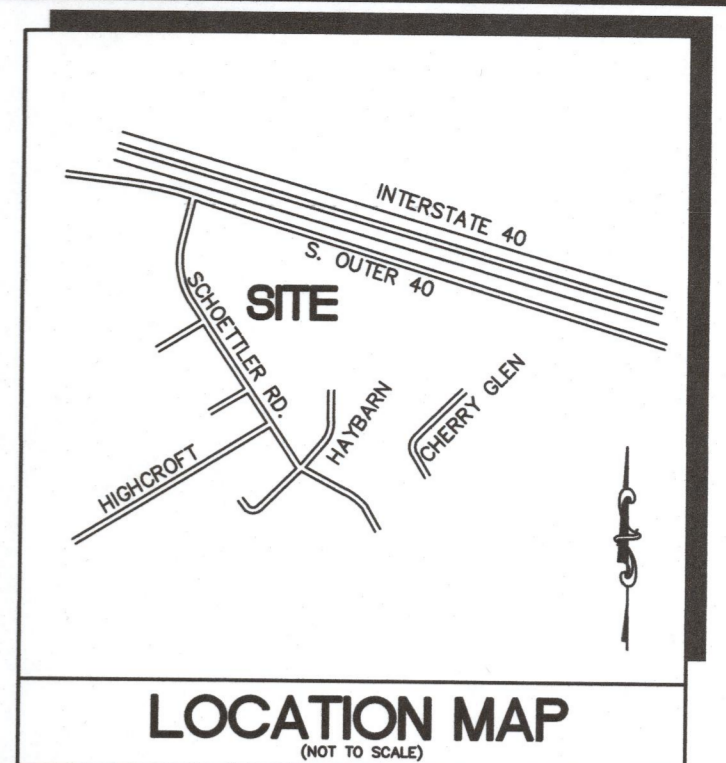 INTERSTATE 40
S. OUTER 40
SITE
SCHOETTLER RD.
HAYBARN
CHERRY GLEN
HIGHCROFT
LOCATION MAP
(NOT TO SCALE)